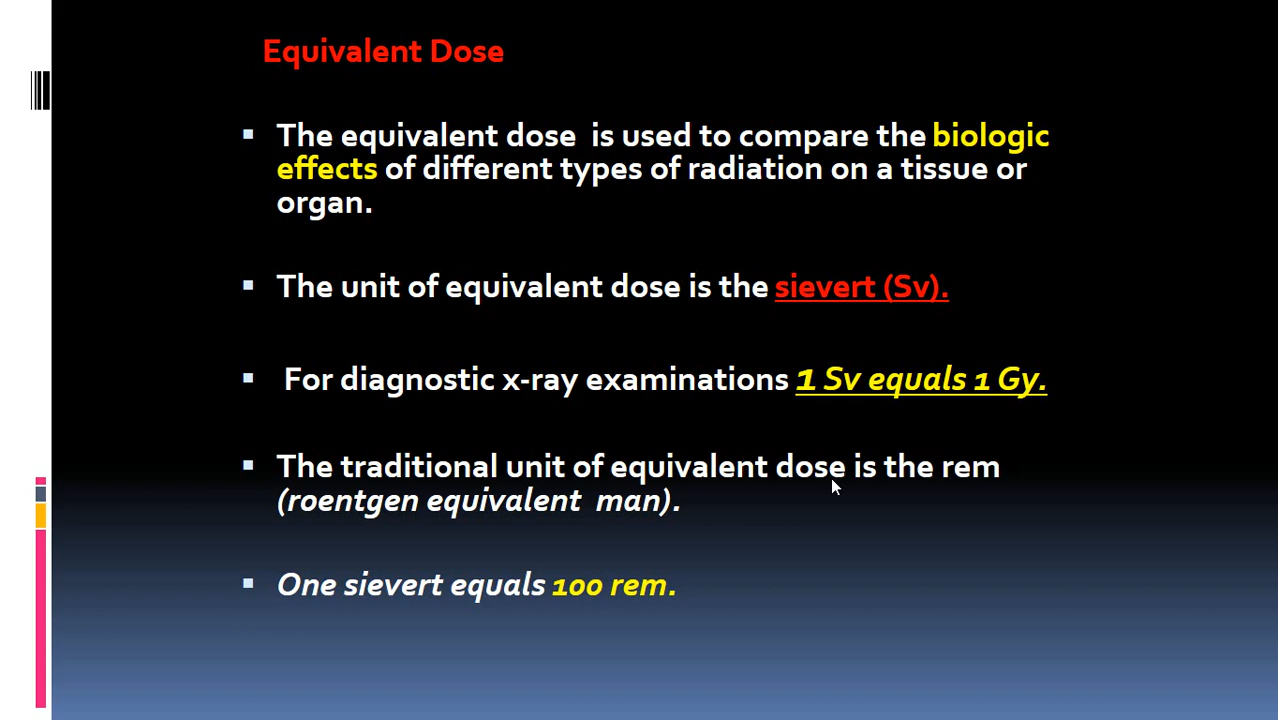 Equivalent Dose
▪ The equivalent dose is used to compare the biologic
effects of different types of radiation on a tissue or
organ.
▪ The unit of equivalent dose is the sievert (Sv).
▪ For diagnostic x-ray examinations 1 Sv equals 1 Gy.
▪ The traditional unit of equivalent dose is the rem
(roentgen equivalent man).
▪ One sievert equals 100 rem.